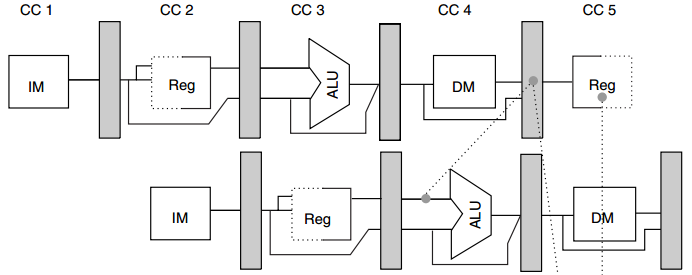 CC 1 CC 2 CC 3 CC 4 CC 5
IM Reg ALU DM Reg
IM Reg ALU DM